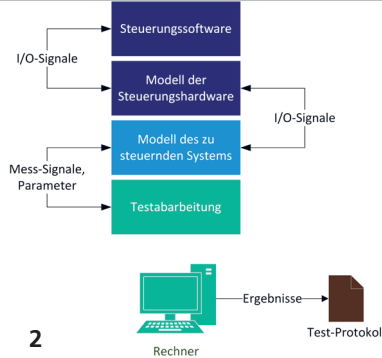 Steuerungssoftware
I/O-Signale
Modell der
Steuerungshardware
I/O-Signale
Modell des zu
steuernden Systems
Mess-Signale,
Parameter
Testabarbeitung
Ergebnisse
Test-Protokol
2
Rechner